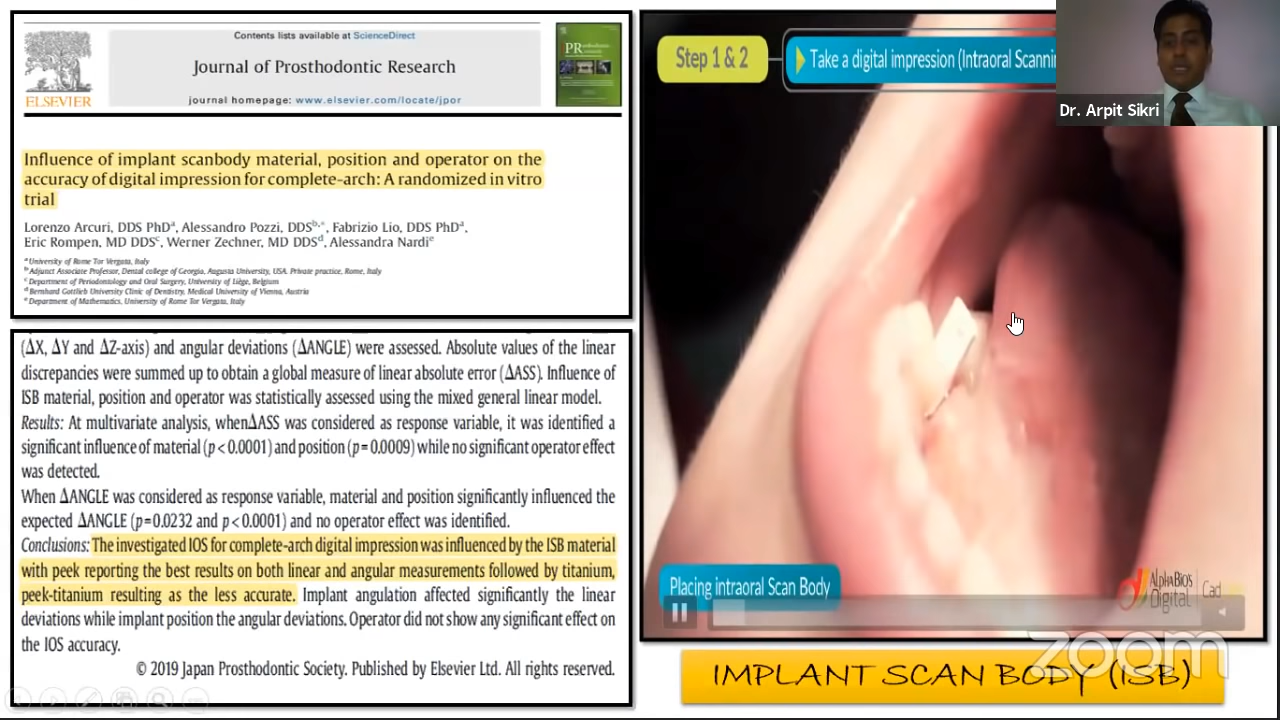 Contents lists available at ScienceDirect
Journal of Prosthodontic Research
journal homepage: www.elsevier.com/locate/jpor
ELSEVIER
Influence of implant scanbody material, position and operator on the
accuracy of digital impression for complete-arch: A randomized in vitro
trial
Lorenzo Arcuri, DDS PhDa, Alessandro Pozzi, DDSb,*, Fabrizio Lio, DDS PhDa,
Eric Rompen, MD DDSc, Werner Zechner, MD DDSd, Alessandra Nardie
a University of Rome Tor Vergata, Italy
b Adjunct Associate Professor, Dental college of Georgia, Augusta University, USA. Private practice, Rome, Italy
c Department of Periodontology and Oral Surgery, University of Liège, Belgium
d Bernhard Gottlieb University Clinic of Dentistry, Medical University of Vienna, Austria
e Department of Mathematics, University of Rome Tor Vergata, Italy
(ΔX, ΔY and ΔZ-axis) and angular deviations (ΔANGLE) were assessed. Absolute values of the linear
discrepancies were summed up to obtain a global measure of linear absolute error (ΔASS). Influence of
ISB material, position and operator was statistically assessed using the mixed general linear model.
Results: At multivariate analysis, whenΔASS was considered as response variable, it was identified a
significant influence of material (p < 0.0001) and position (p = 0.0009) while no significant operator effect
was detected.
When ΔANGLE was considered as response variable, material and position significantly influenced the
expected ΔANGLE (p = 0.0232 and p < 0.0001) and no operator effect was identified.
Conclusions: The investigated IOS for complete-arch digital impression was influenced by the ISB material
with peek reporting the best results on both linear and angular measurements followed by titanium,
peek-titanium resulting as the less accurate. Implant angulation affected significantly the linear
deviations while implant position the angular deviations. Operator did not show any significant effect on
the IOS accuracy.
© 2019 Japan Prosthodontic Society. Published by Elsevier Ltd. All rights reserved.
Step 1 & 2
Take a digital impression (Intraoral Scannin
Dr. Arpit Sikri
Placing intraoral Scan Body
ALPHABIO'S
Digital
Cad
zoom
IMPLANT SCAN BODY (ISB)